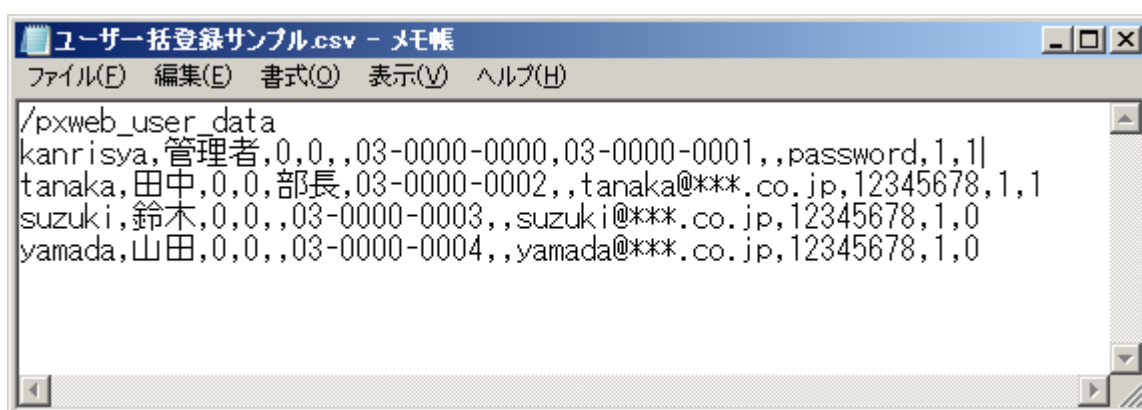 ユーザー括登録サンプル.csv - メモ帳
ファイル(F) 編集(E) 書式(O) 表示(V) ヘルプ(H)
/pxweb_user_data
kanrisya,管理者,0,0,,03-0000-0000,03-0000-0001,,password,1,1
tanaka,田中,0,0,部長,03-0000-0002,,tanaka@***.co.jp,12345678,1,1
suzuki,鈴木,0,0,,03-0000-0003,,suzuki@***.co.jp,12345678,1,0
yamada,山田,0,0,,03-0000-0004,,yamada@***.co.jp,12345678,1,0